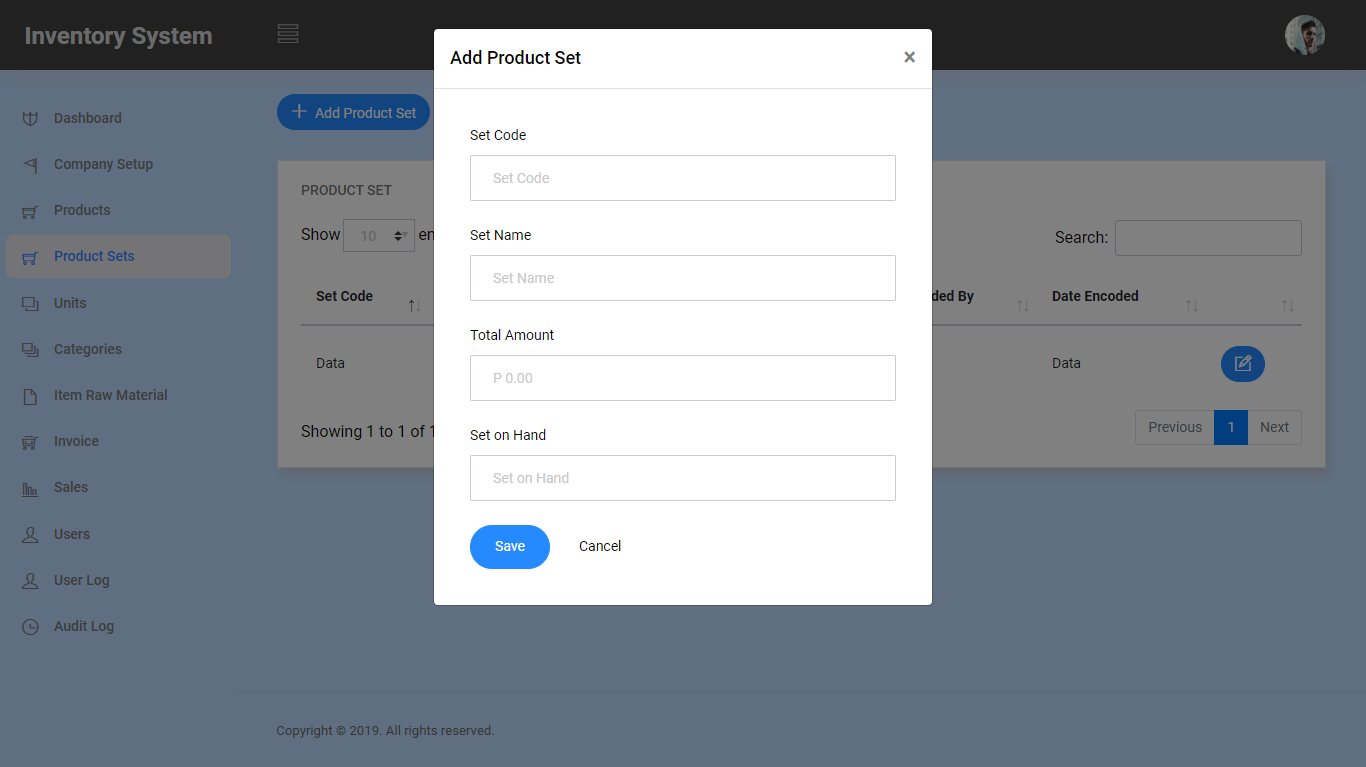 Inventory System
Add Product Set
×
Dashboard
Company Setup
Products
Product Sets
Units
Categories
Item Raw Material
Invoice
Sales
Users
User Log
Audit Log
Add Product Set
PRODUCT SET
Show 10 en
Search:
Set Code
ded By
Date Encoded
Data
Data
Showing 1 to 1 of 1
Previous 1 Next
Set Code
Set Code
Set Name
Set Name
Total Amount
P 0.00
Set on Hand
Set on Hand
Save
Cancel
Copyright © 2019. All rights reserved.